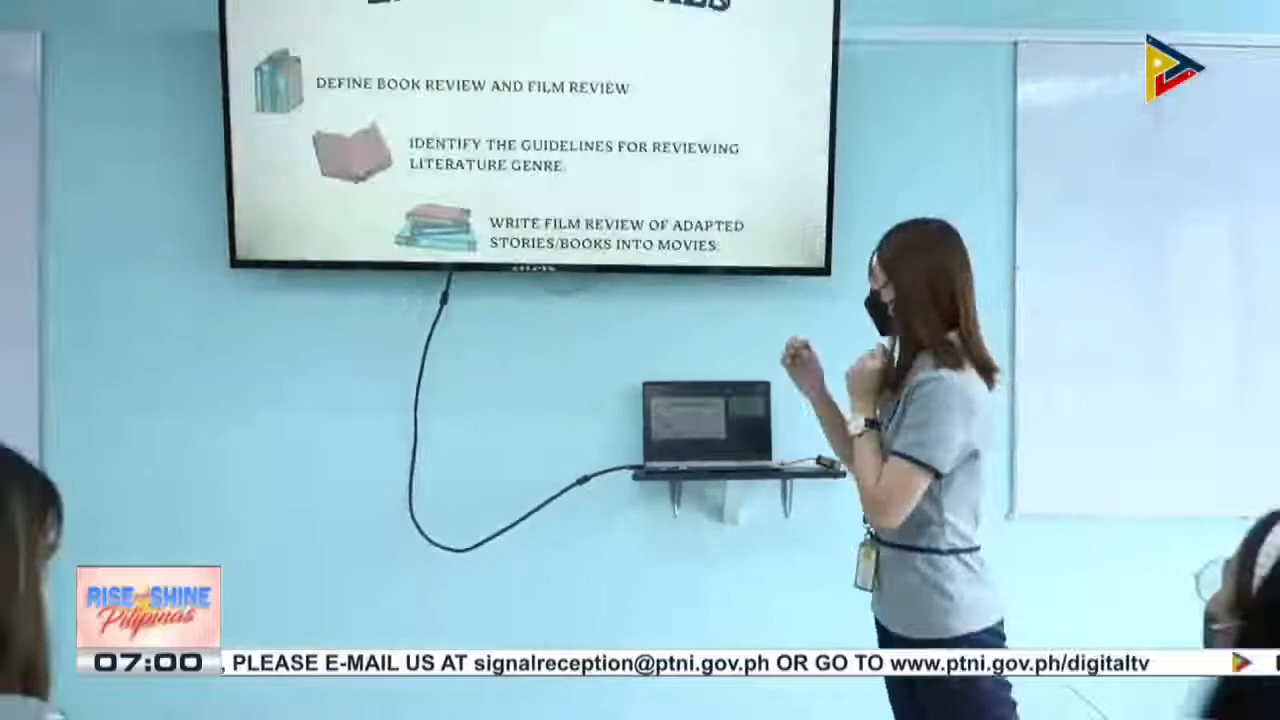 DEFINE BOOK REVIEW AND FILM REVIEW
IDENTIFY THE GUIDELINES FOR REVIEWING
LITERATURE GENRE.
WRITE FILM REVIEW OF ADAPTED
STORIES/BOOKS INTO MOVIES.
RISE AND SHINE
Pilipinas
07:00
, PLEASE E-MAIL US AT signalreception@ptni.gov.ph OR GO TO www.ptni.gov.ph/digitaltv